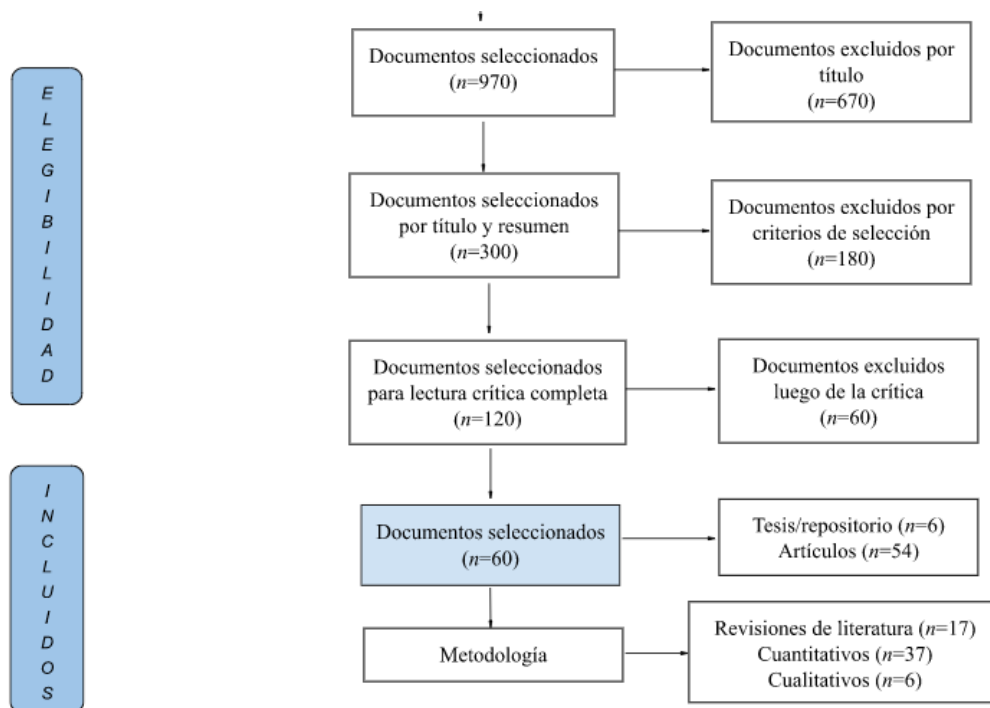 ELEGIBILIDAD
Documentos seleccionados
(n=970)
Documentos excluidos por
título
(n=670)
Documentos seleccionados
por título y resumen
(n=300)
Documentos excluidos por
criterios de selección
(n=180)
Documentos seleccionados
para lectura crítica completa
(n=120)
Documentos excluidos
luego de la crítica
(n=60)
INCLUIDOS
Documentos seleccionados
(n=60)
Tesis/repositorio (n=6)
Artículos (n=54)
Metodología
Revisiones de literatura (n=17)
Cuantitativos (n=37)
Cualitativos (n=6)